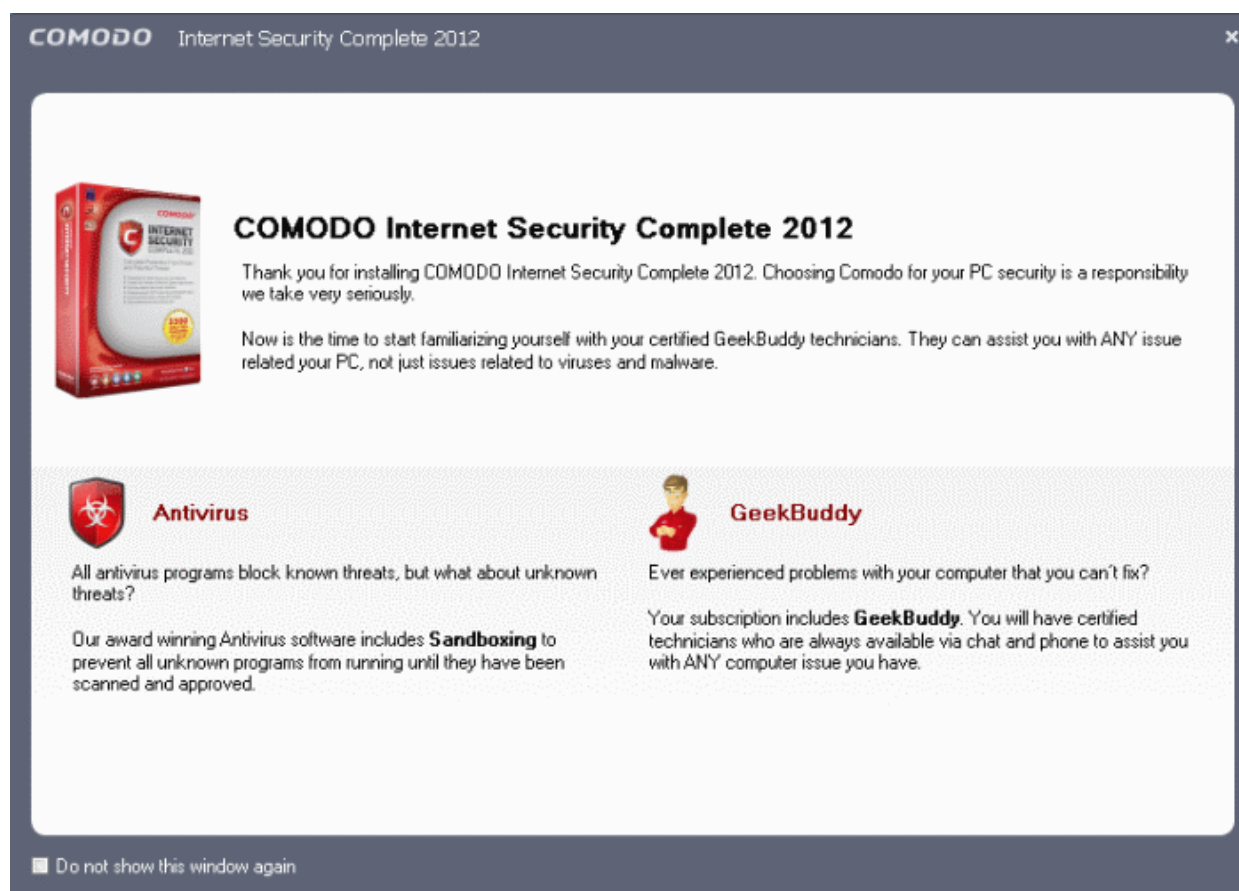 COMODO Internet Security Complete 2012
COMODO
INTERNET
SECURITY
COMPLETE 2012
COMODO Internet Security Complete 2012
Thank you for installing COMODO Internet Security Complete 2012. Choosing Comodo for your PC security is a responsibility
we take very seriously.
Now is the time to start familiarizing yourself with your certified GeekBuddy technicians. They can assist you with ANY issue
related your PC, not just issues related to viruses and malware.
Antivirus
All antivirus programs block known threats, but what about unknown
threats?
Our award winning Antivirus software includes Sandboxing to
prevent all unknown programs from running until they have been
scanned and approved.
GeekBuddy
Ever experienced problems with your computer that you can't fix?
Your subscription includes GeekBuddy. You will have certified
technicians who are always available via chat and phone to assist you
with ANY computer issue you have.
Do not show this window again